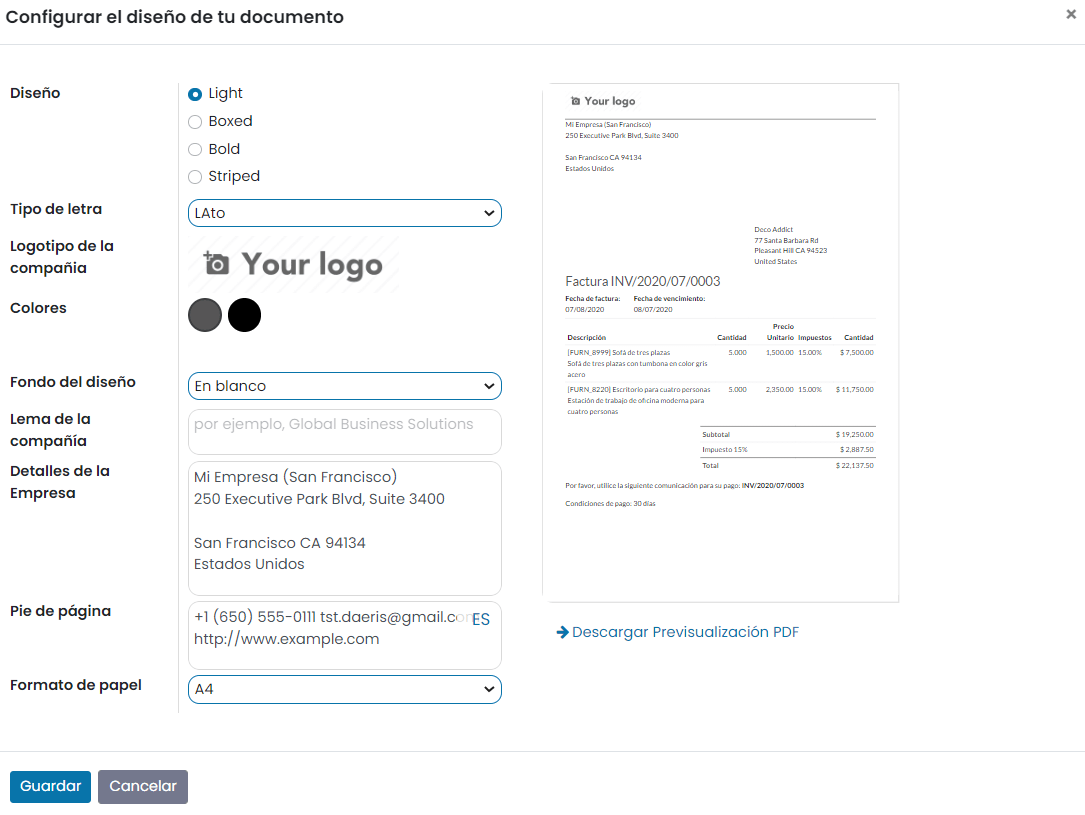 Configurar el diseño de tu documento
×
Diseño
Light
Boxed
Bold
Striped
Tipo de letra
LAto
Logotipo de la
compañia
Your logo
Colores
Fondo del diseño
En blanco
Lema de la
compañía
por ejemplo, Global Business Solutions
Detalles de la
Empresa
Mi Empresa (San Francisco)
250 Executive Park Blvd, Suite 3400
San Francisco CA 94134
Estados Unidos
Pie de página
+1 (650) 555-0111 tst.daeris@gmail.com ES
http://www.example.com
Formato de papel
A4
Your logo
Mi Empresa (San Francisco)
250 Executive Park Blvd, Suite 3400
San Francisco CA 94134
Estados Unidos
Deco Addict
77 Santa Barbara Rd
Pleasant Hill CA 94523
United States
Factura INV/2020/07/0003
Fecha de factura: Fecha de vencimiento:
07/08/2020 08/07/2020
Precio
Descripción Cantidad Unitario Impuestos Cantidad
[FURN_8999] Sofá de tres plazas 5.000 1,500.00 15.00% $ 7,500.00
Sofá de tres plazas con tumbona en color gris
acero
[FURN_8220] Escritorio para cuatro personas 5.000 2,350.00 15.00% $ 11,750.00
Estación de trabajo de oficina moderna para
cuatro personas
Subtotal $ 19,250.00
Impuesto 15% $ 2,887.50
Total $ 22,137.50
Por favor, utilice la siguiente comunicación para su pago: INV/2020/07/0003
Condiciones de pago: 30 días
Descargar Previsualización PDF
Guardar Cancelar